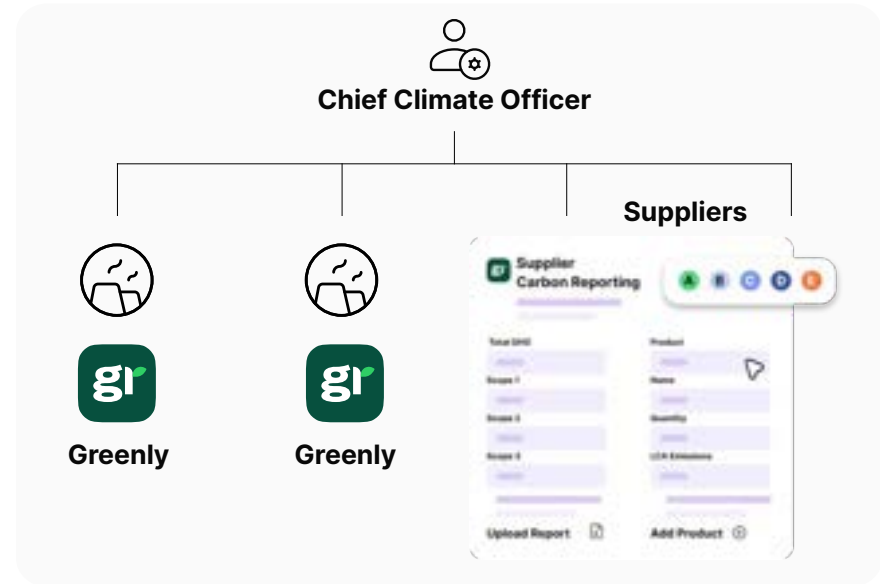 Chief Climate Officer
Suppliers
gr
Supplier
Carbon Reporting
A B C D E
Total GHG
Product
Scope 1
Name
Scope 2
Quantity
Scope 3
LCA Emissions
Upload Report
Add Product
gr
Greenly
gr
Greenly